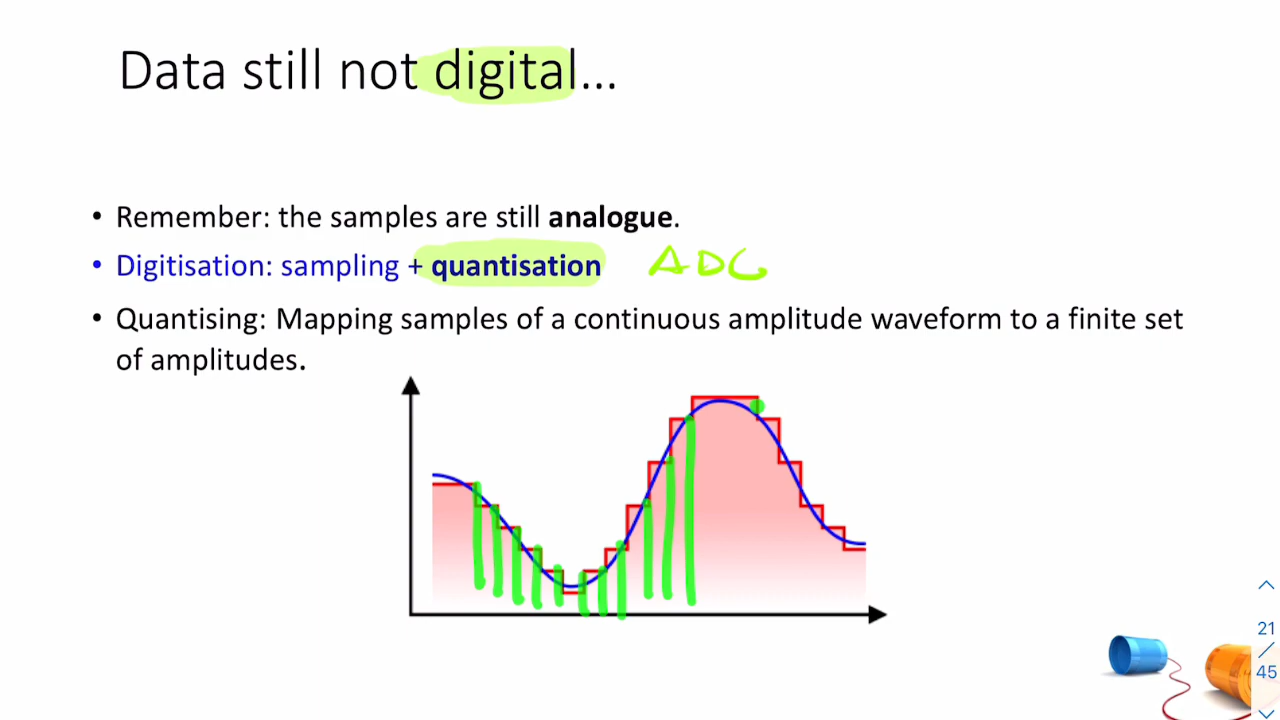 Data still not digital...
• Remember: the samples are still analogue.
• Digitisation: sampling + quantisation ADC
• Quantising: Mapping samples of a continuous amplitude waveform to a finite set
of amplitudes.
21
/
45